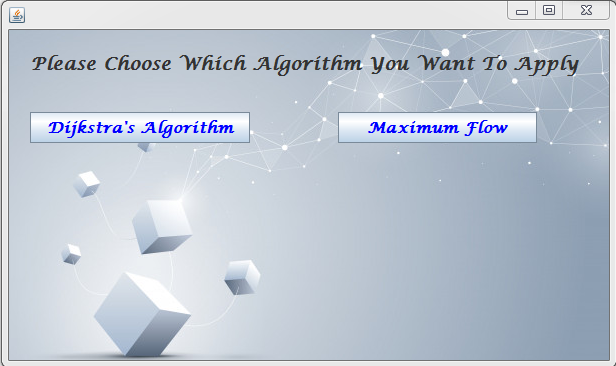 Please Choose Which Algorithm You Want To Apply
Dijkstra's Algorithm
Maximum Flow